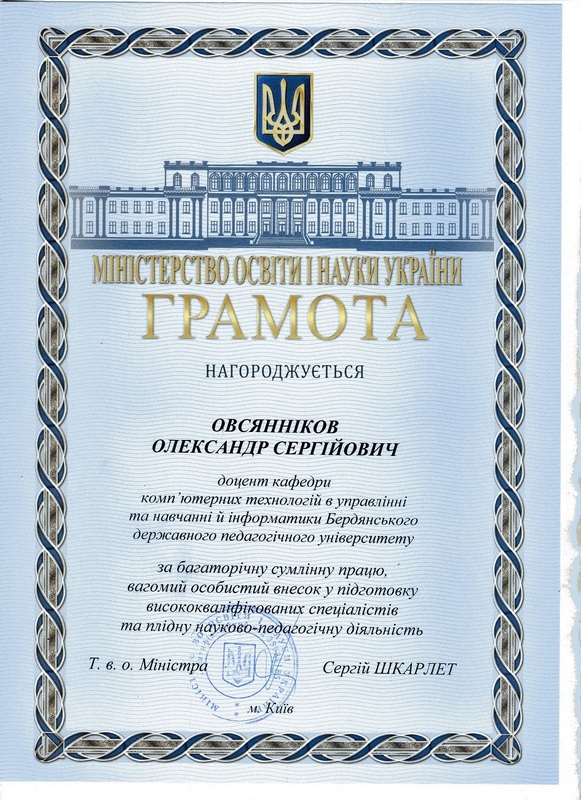 МІНІСТЕРСТВО ОСВІТИ І НАУКИ УКРАЇНИ
ГРАМОТА
НАГОРОДЖУЄТЬСЯ
ОВСЯННІКОВ
ОЛЕКСАНДР СЕРГІЙОВИЧ
доцент кафедри
комп'ютерних технологій в управлінні
та навчанні й інформатики Бердянського
державного педагогічного університету
за багаторічну сумлінну працю,
вагомий особистий внесок у підготовку
висококваліфікованих спеціалістів
та плідну науково-педагогічну діяльність
Т. в. о. Міністра Сергій ШКАРЛЕТ
м. Київ